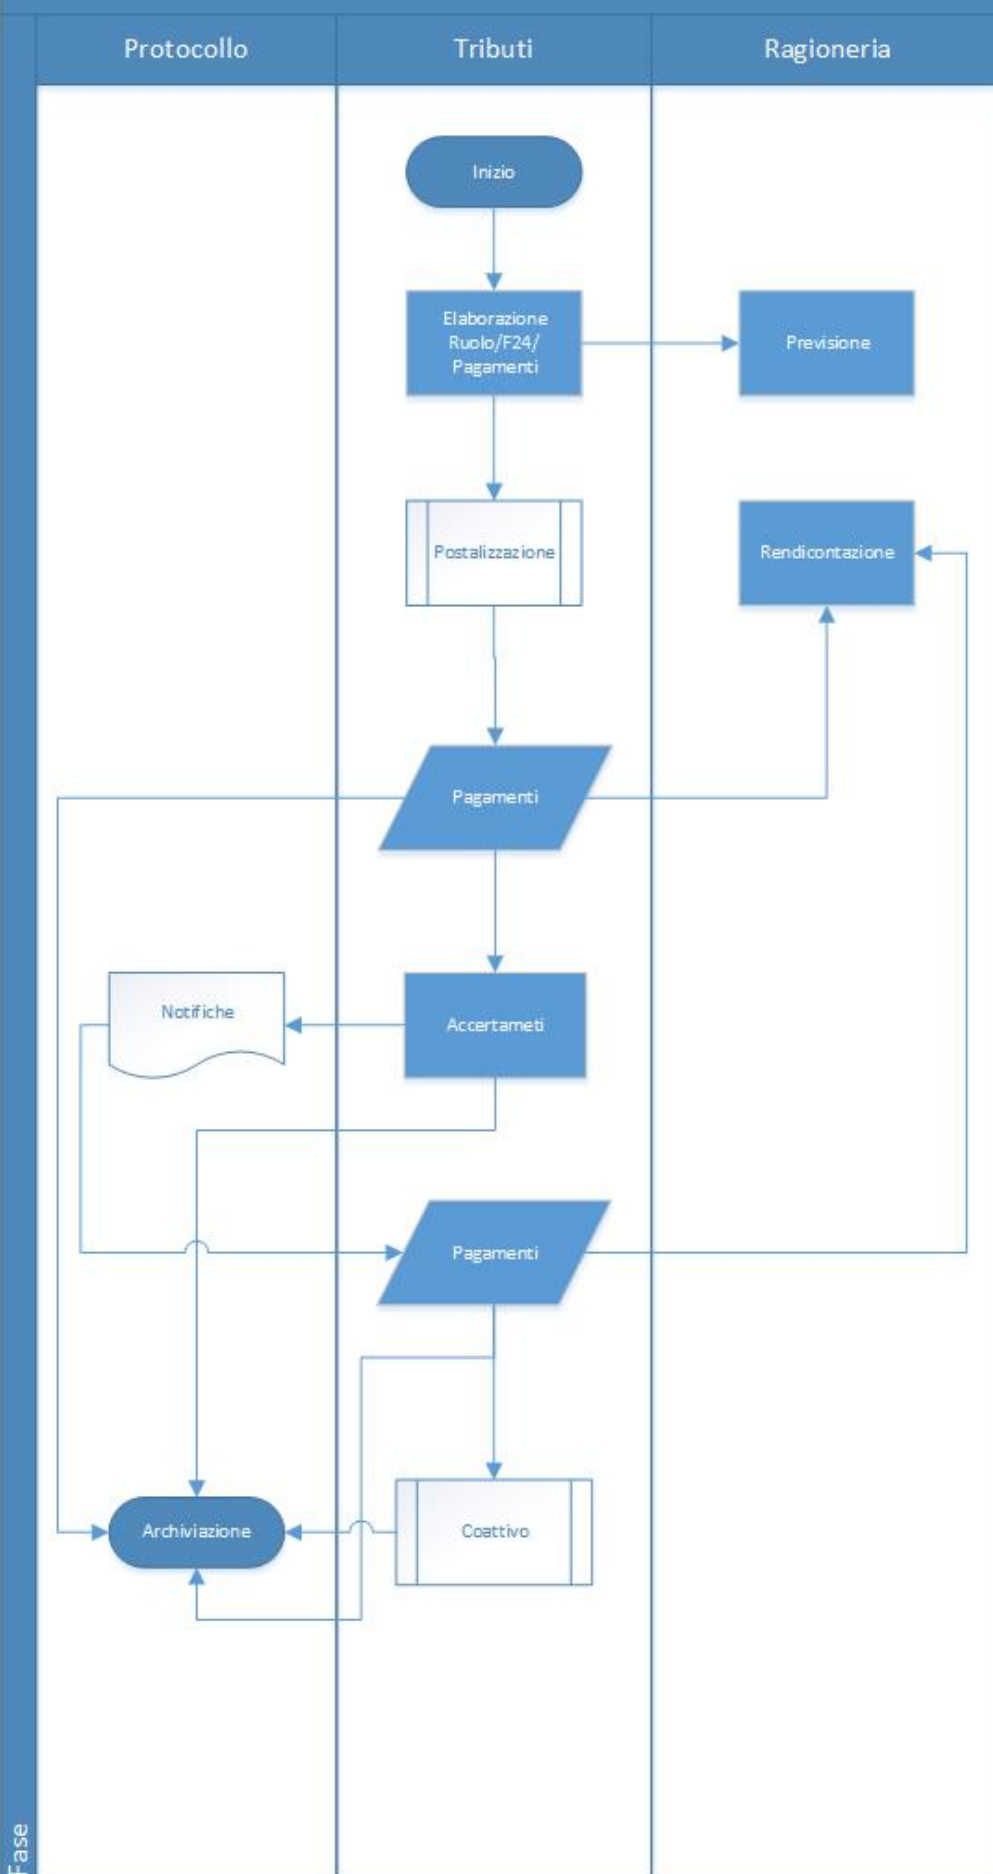 Protocollo
Tributi
Ragioneria
Inizio
Elaborazione
Ruolo/F24/
Pagamenti
Previsione
Postalizzazione
Rendicontazione
Pagamenti
Notifiche
Accertameti
Pagamenti
Archiviazione
Coattivo
Fase